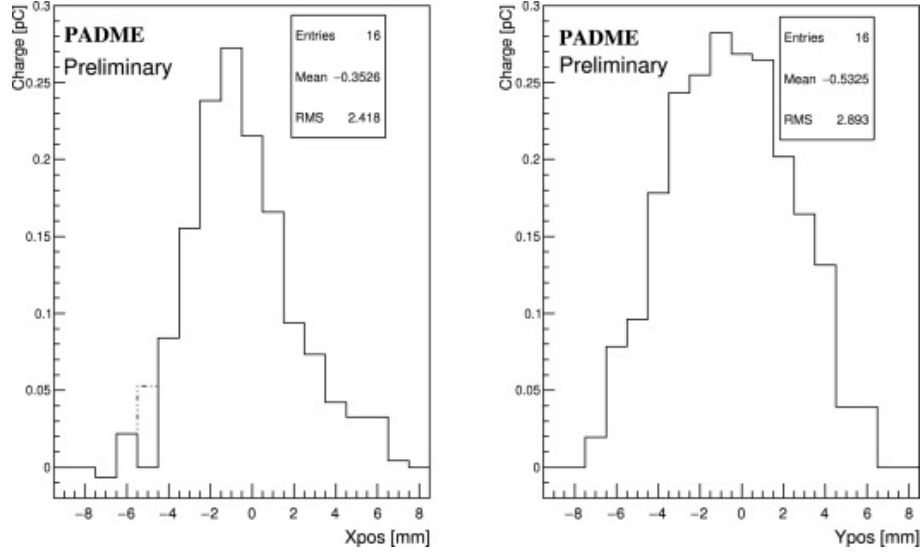 Charge [pC]
PADME
Preliminary
Entries 16
Mean −0.3526
RMS 2.418
0.3
0.25
0.2
0.15
0.1
0.05
0
−8 −6 −4 −2 0 2 4 6 8
Xpos [mm]
Charge [pC]
PADME
Preliminary
Entries 16
Mean −0.5325
RMS 2.893
0.3
0.25
0.2
0.15
0.1
0.05
0
−8 −6 −4 −2 0 2 4 6 8
Ypos [mm]